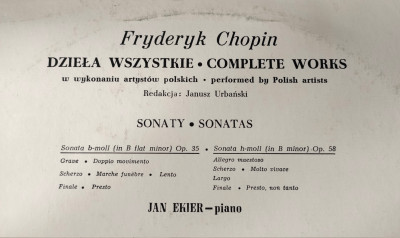 Fryderyk Chopin
DZIEŁA WSZYSTKIE • COMPLETE WORKS
w wykonaniu artystów polskich • performed by Polish artists
Redakcja: Janusz Urbański
SONATY • SONATAS
Sonata b-moll (in B flat minor) Op. 35 • Sonata h-moll (in B minor) Op. 58
Grave • Doppio movimento Allegro maestoso
Scherzo • Marche funèbre • Lento Scherzo • Molto vivace
Largo
Finale • Presto Finale • Presto, non tanto
JAN EKIER — piano